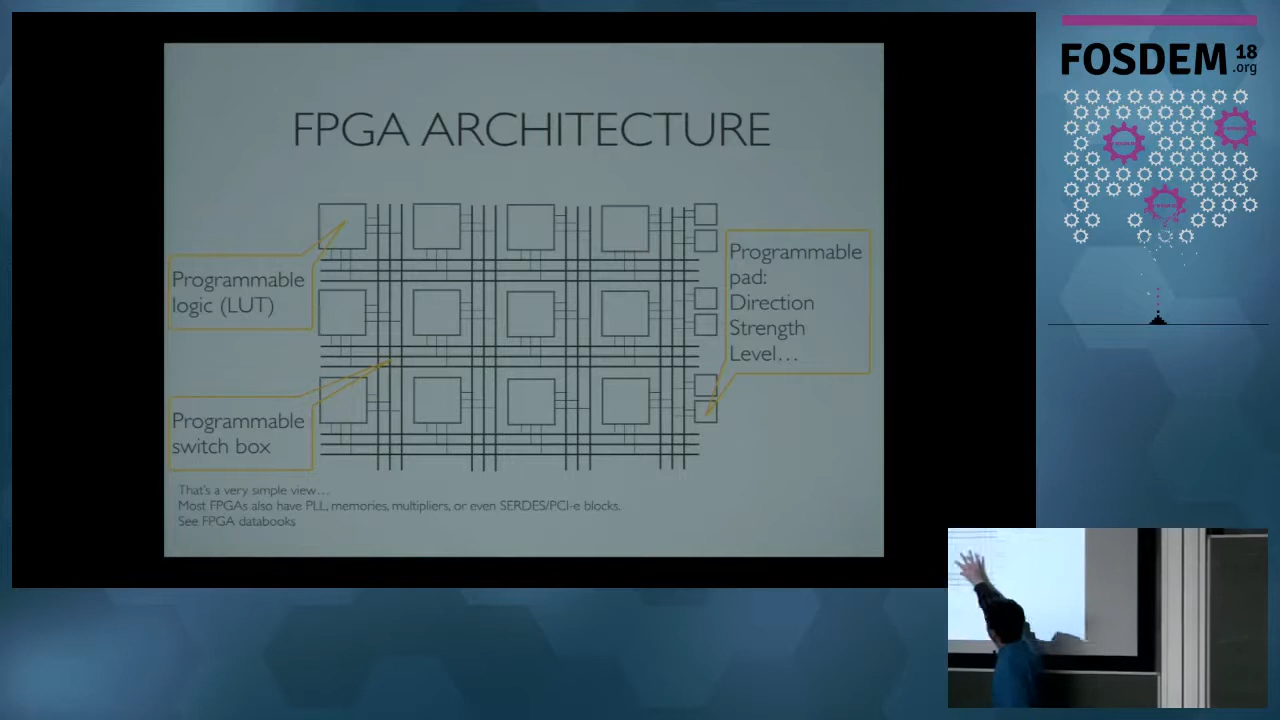 FPGA ARCHITECTURE
Programmable
logic (LUT)
Programmable
switch box
Programmable
pad:
Direction
Strength
Level...
That's a very simple view...
Most FPGAs also have PLL, memories, multipliers, or even SERDES/PCI-e blocks.
See FPGA databooks
FOSDEM 18
.org